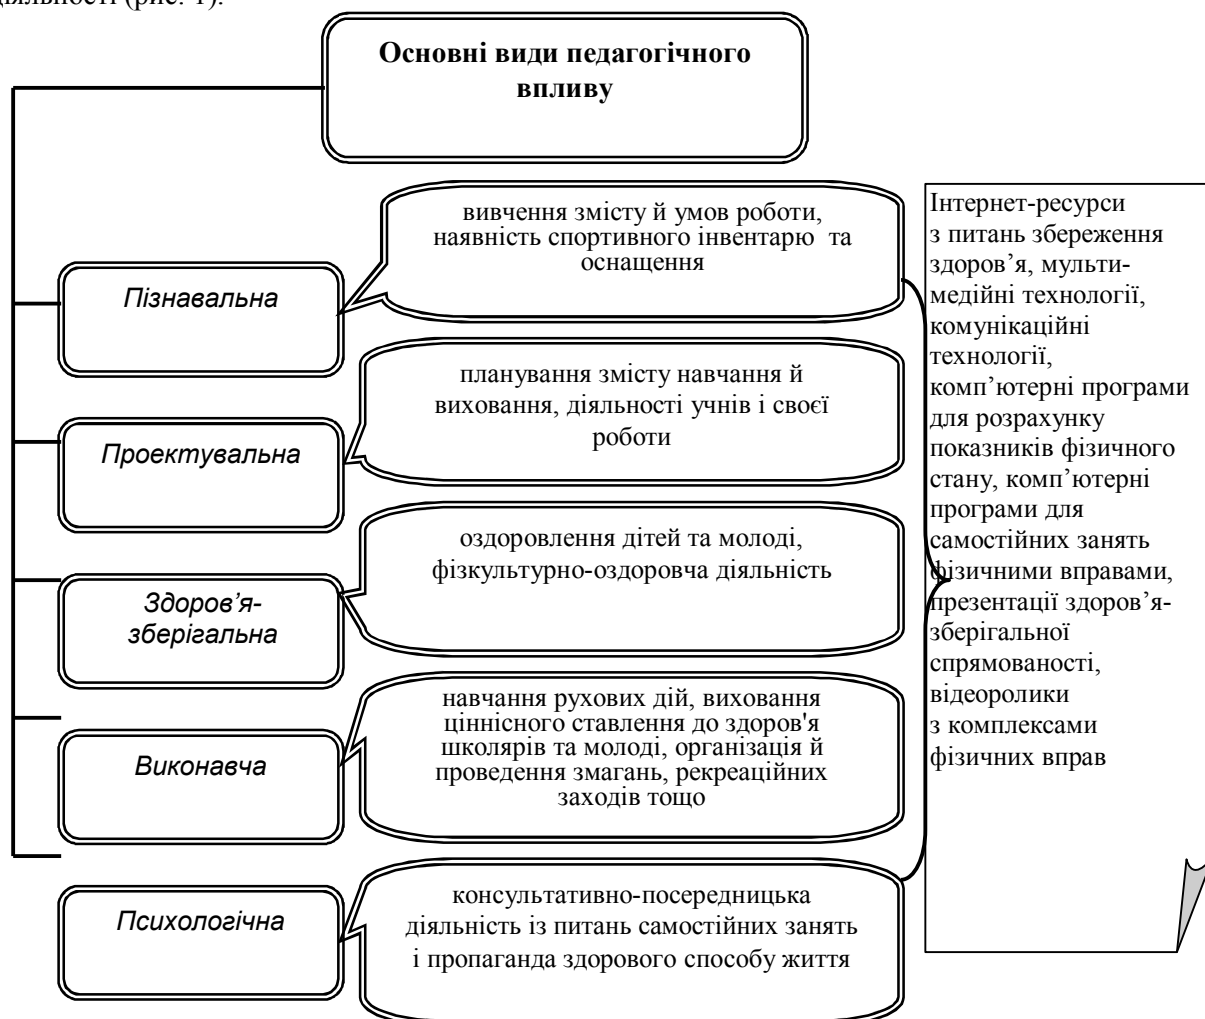 діяльності (рис. 1).
Основні види педагогічного
впливу
вивчення змісту й умов роботи,
наявність спортивного інвентарю та
оснащення
Пізнавальна
планування змісту навчання й
виховання, діяльності учнів і своєї
роботи
Проектувальна
оздоровлення дітей та молоді,
фізкультурно-оздоровча діяльність
Здоров’я-
зберігальна
навчання рухових дій, виховання
ціннісного ставлення до здоров'я
школярів та молоді, організація й
проведення змагань, рекреаційних
заходів тощо
Виконавча
консультативно-посередницька
діяльність із питань самостійних занять
і пропаганда здорового способу життя
Психологічна
Інтернет-ресурси
з питань збереження
здоров’я, мульти-
медійні технології,
комунікаційні
технології,
комп’ютерні програми
для розрахунку
показників фізичного
стану, комп’ютерні
програми для
самостійних занять
фізичними вправами,
презентації здоров’я-
зберігальної
спрямованості,
відеоролики
з комплексами
фізичних вправ